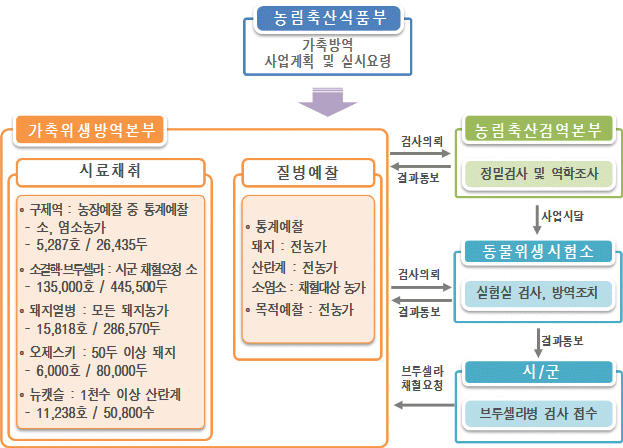 농림축산식품부
가축방역
사업계획 및 실시요령
가축위생방역본부
시료채취
• 구제역 : 농장예찰 중 통계예찰
- 소, 염소농가
- 5,287호 / 26,435두
• 소결핵·브루셀라 : 시군 채혈요청 소
- 135,000호 / 445,500두
• 돼지열병 : 모든 돼지농가
- 15,818호 / 286,570두
• 오제스키 : 50두 이상 돼지
- 6,000호 / 80,000두
• 뉴캣슬 : 1천수 이상 산란계
- 11,238호 / 50,800수
질병예찰
• 통계예찰
돼지 : 전농가
산란계 : 전농가
소·염소 : 채혈대상 농가
• 목적예찰 : 전농가
검사의뢰
결과통보
검사의뢰
결과통보
브루셀라
채혈요청
농림축산검역본부
정밀검사 및 역학조사
사업시달
동물위생시험소
실험실 검사, 방역조치
결과통보
시/군
브루셀라병 검사 접수